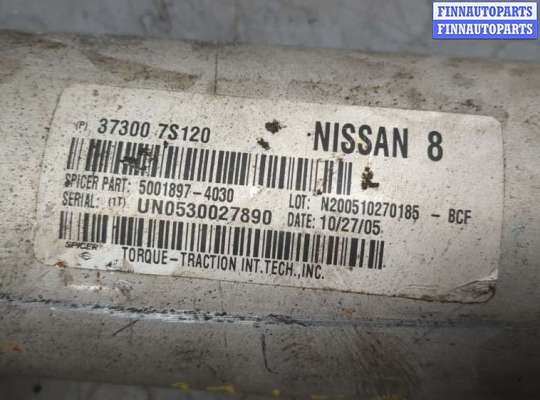 FINNAUTOPARTS
FINNAUTOPARTS
(P) 37300 7S120 NISSAN 8
SPICER PART: 5001897-4030 LOT: N200510270185 - BCF
SERIAL: (1T) UN0530027890 DATE: 10/27/05
SPICER TORQUE-TRACTION INT.TECH.,INC.